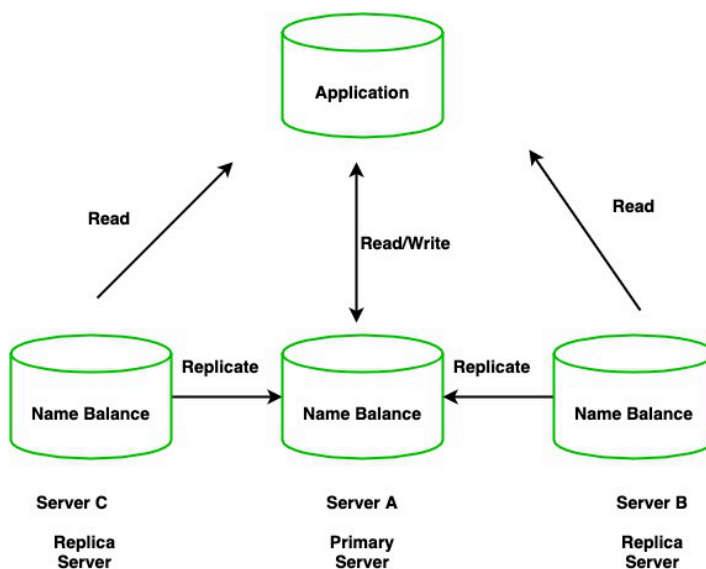 Application
Read
Read/Write
Read
Replicate
Replicate
Name Balance
Name Balance
Name Balance
Server C
Server A
Server B
Replica
Server
Primary
Server
Replica
Server